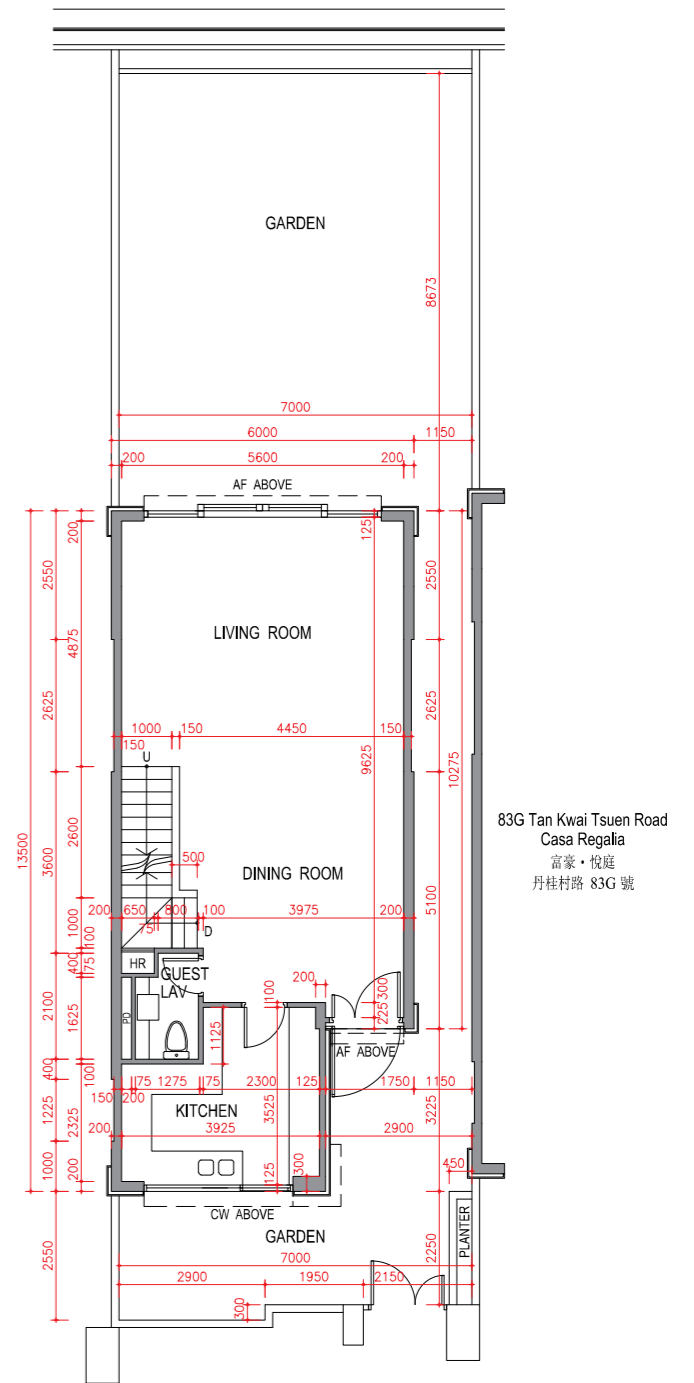 GARDEN
8673
7000
6000 1150
200 5600 200
AF ABOVE
200
125
2550
4875
2550
LIVING ROOM
2625
2625
1000 150 4450 150
150
9625
10275
U
83G Tan Kwai Tsuen Road
Casa Regalia
富豪・悅庭
丹桂村路 83G 號
13500
3600
2600
500
DINING ROOM
5100
200 650 800 100 3975 200
75
D
1000
100
HR
400
75
GUEST
LAV
200
300
2100
1625
PD
100
225
AF ABOVE
1125
400
100
75 1275 75 2300 125 1750 1150
150 200
KITCHEN
3525
3225
1225
2325
200 3925 2900
1000
200
300
125
450
CW ABOVE
GARDEN
PLANTER
2550
2250
7000
2900 1950 2150
300